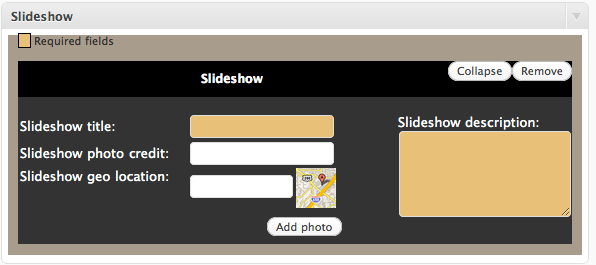 Slideshow
Required fields
Slideshow Collapse Remove
Slideshow title: Slideshow description:
Slideshow photo credit:
Slideshow geo location:
Add photo